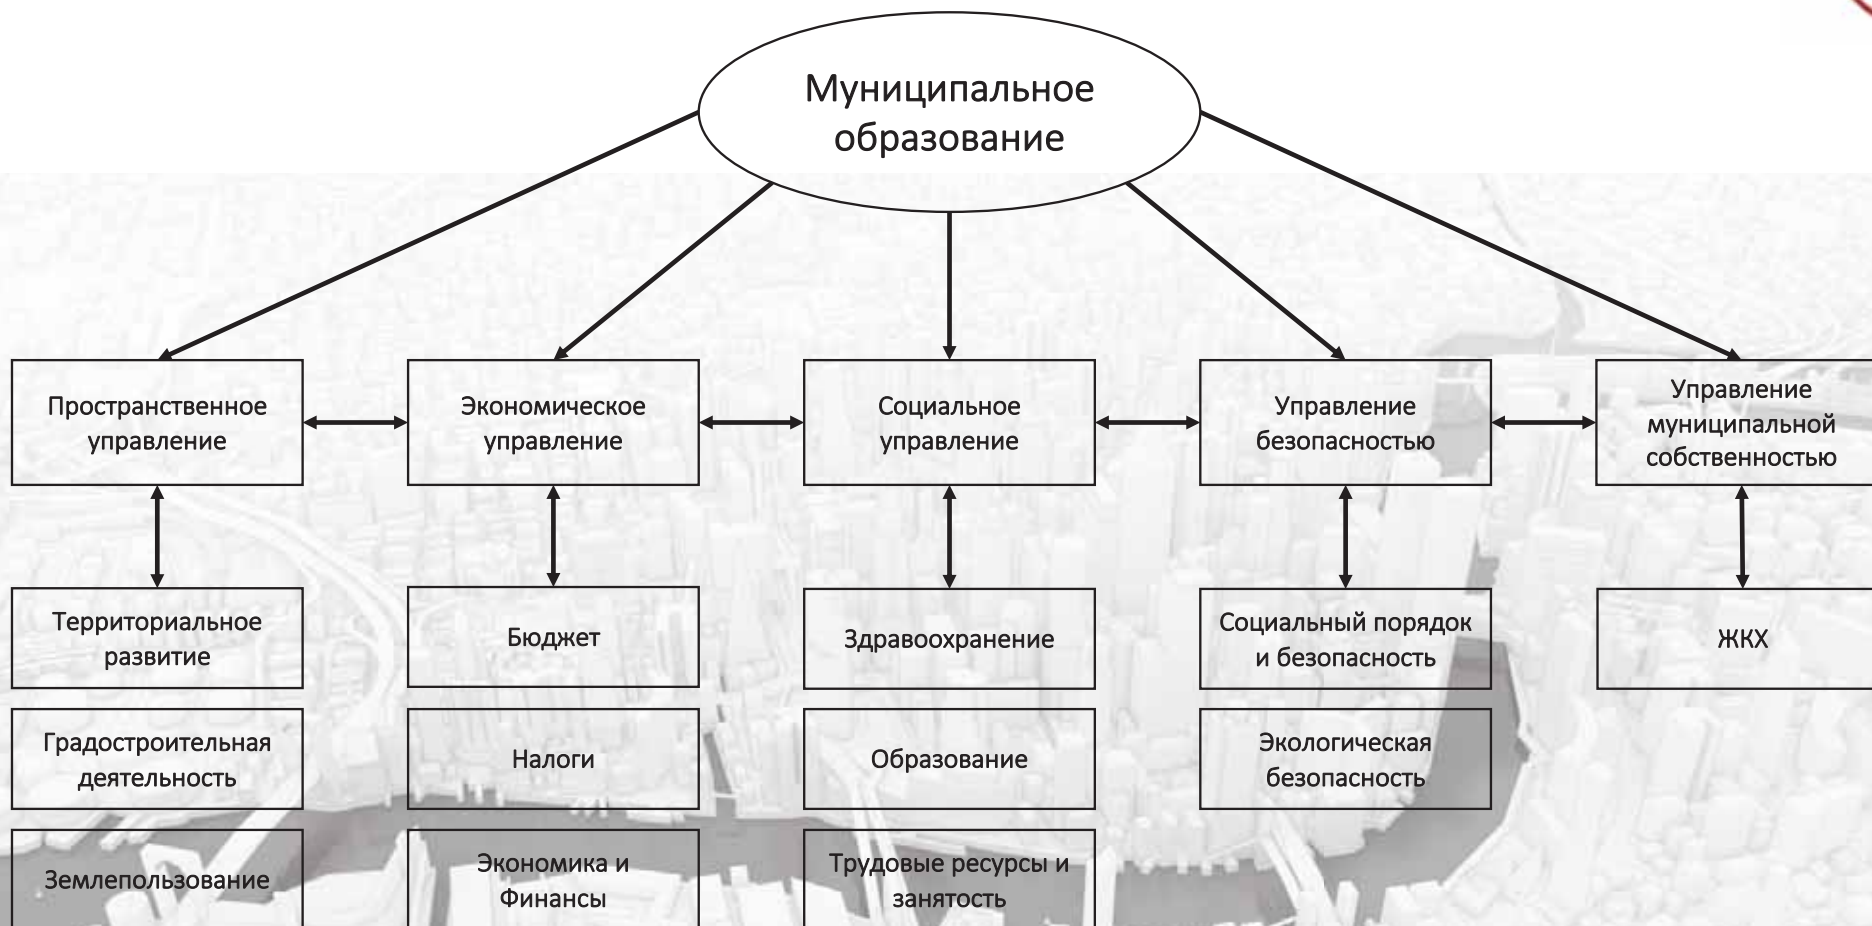 Муниципальное
образование
Пространственное
управление
Экономическое
управление
Социальное
управление
Управление
безопасностью
Управление
муниципальной
собственностью
Территориальное
развитие
Бюджет
Здравоохранение
Социальный порядок
и безопасность
ЖКХ
Градостроительная
деятельность
Налоги
Образование
Экологическая
безопасность
Землепользование
Экономика и
Финансы
Трудовые ресурсы и
занятость